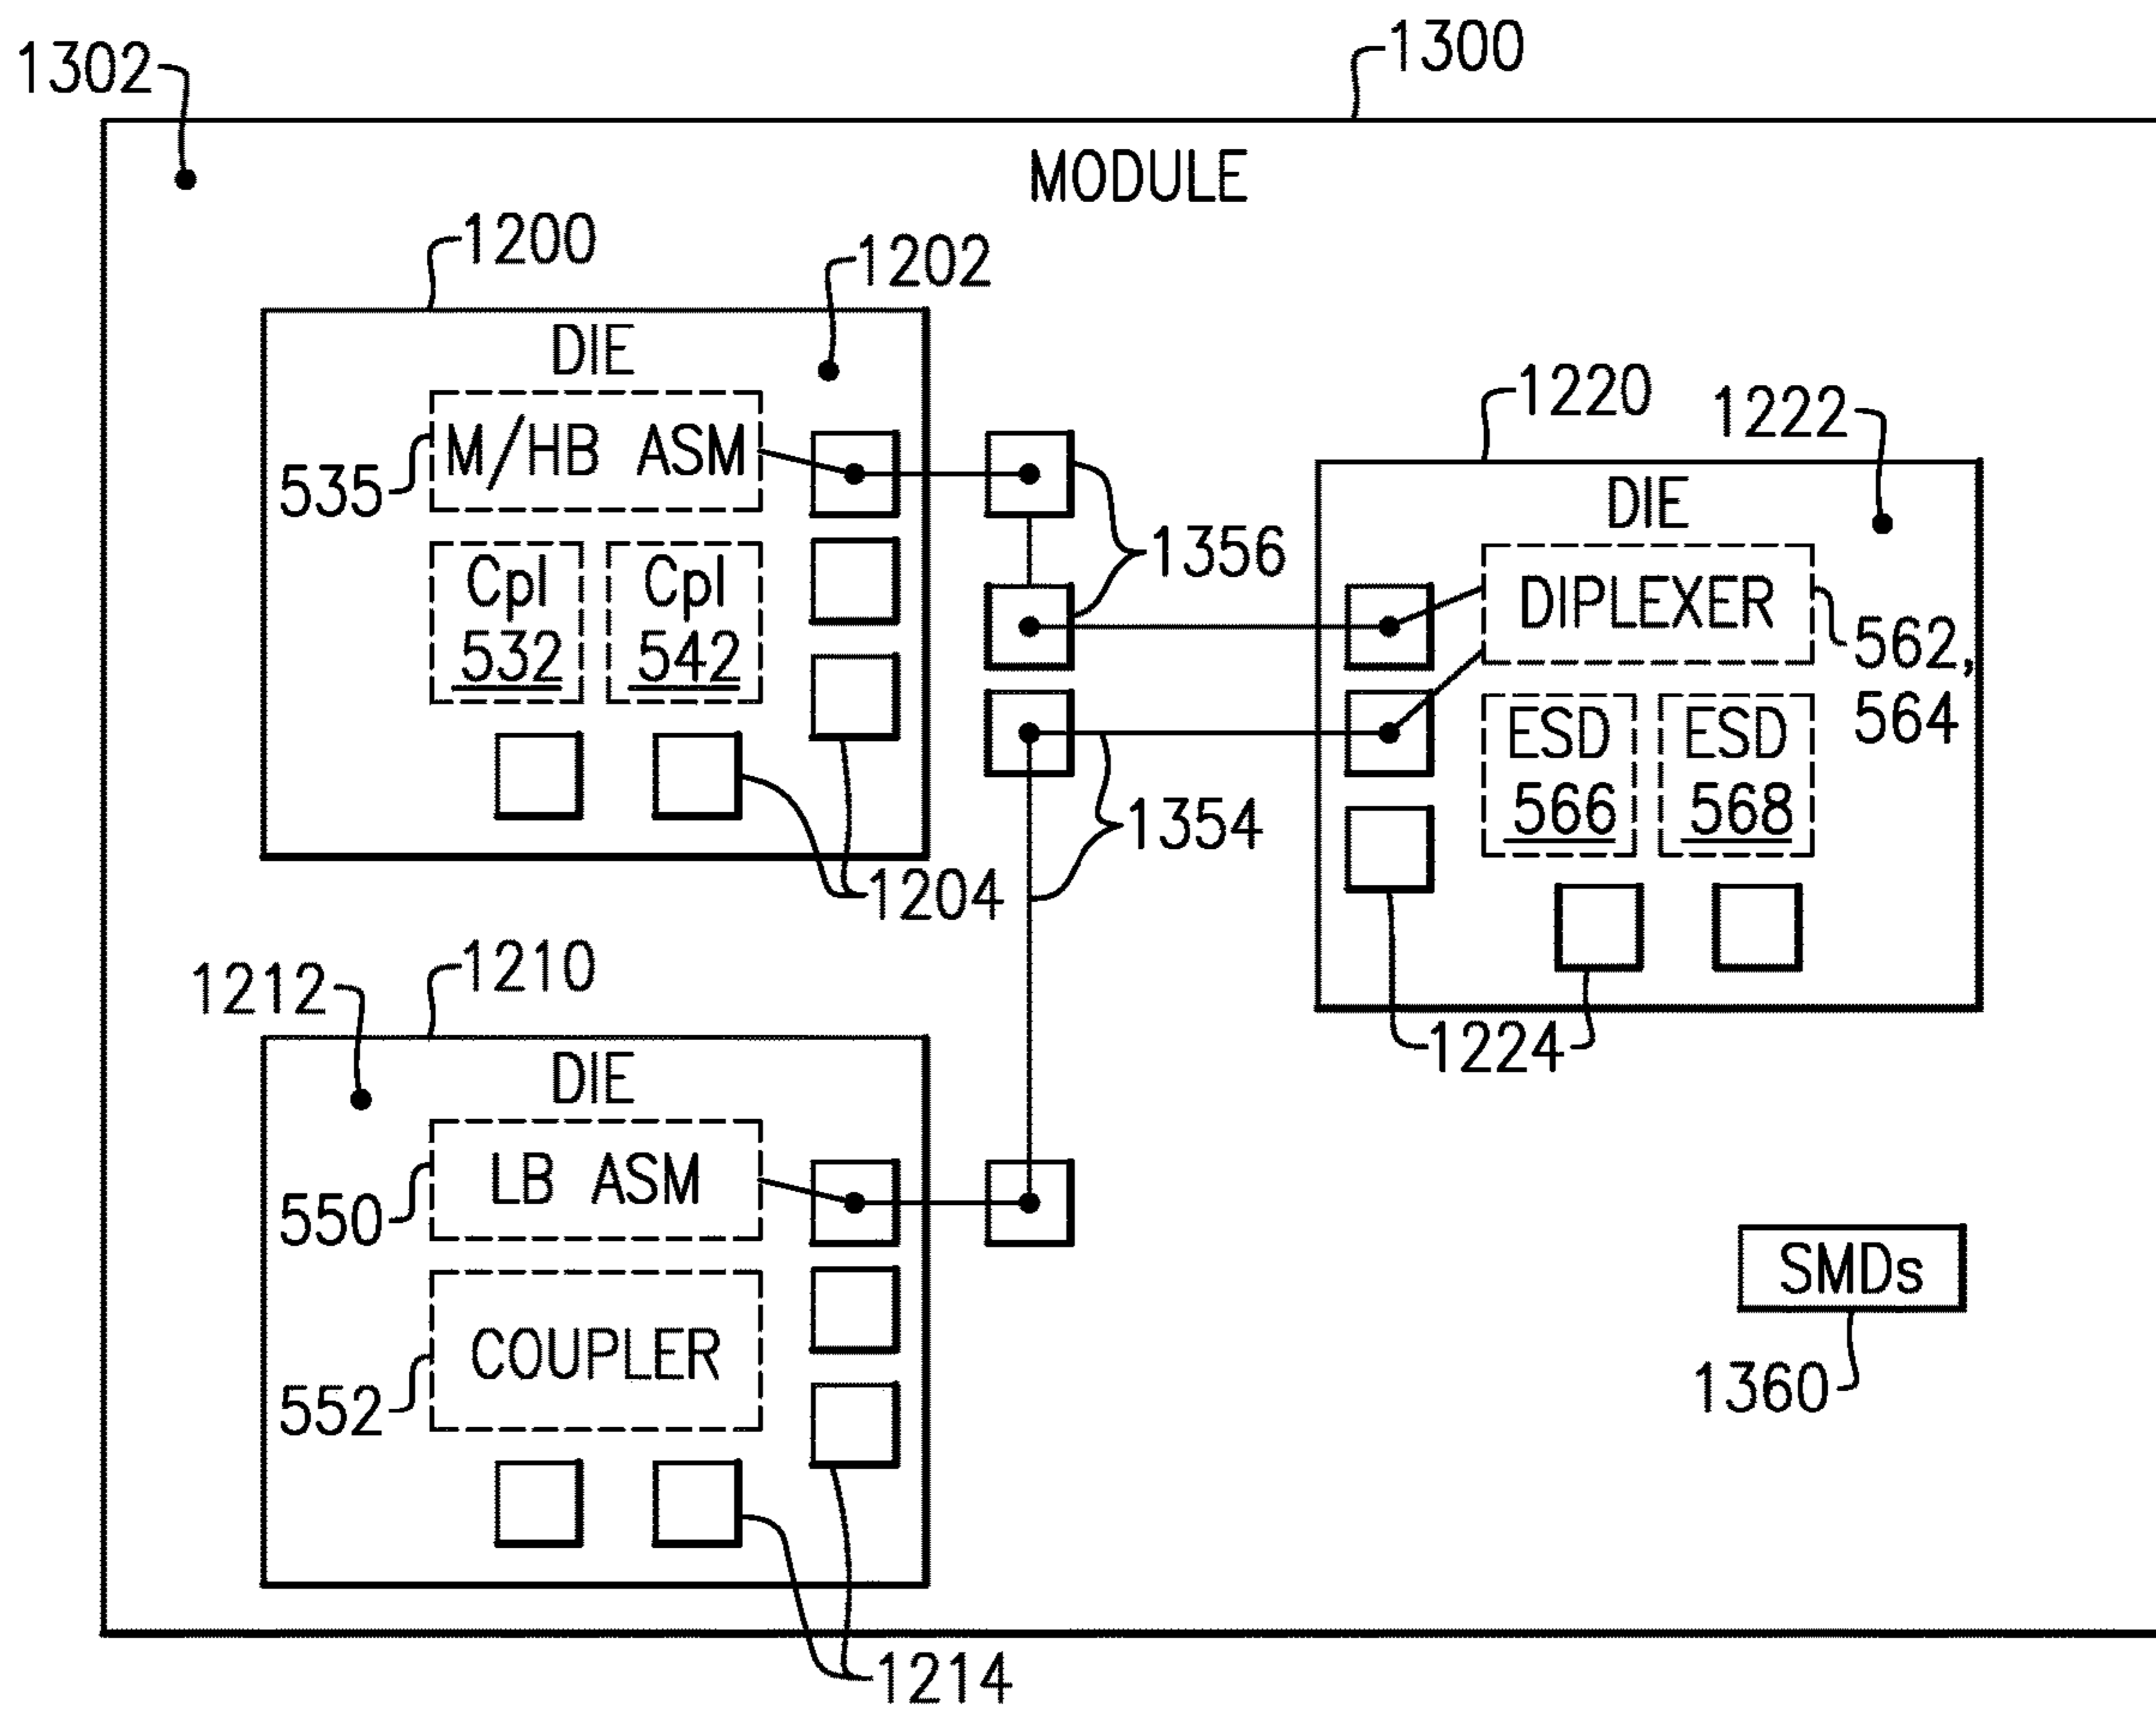 1302
1300
MODULE
1200
1202
DIE
M/HB ASM
535
Cpl
532
Cpl
542
1204
1356
1354
1220
1222
DIE
DIPLEXER
562,
564
ESD
566
ESD
568
1224
1212
1210
DIE
LB ASM
550
COUPLER
552
1214
SMDs
1360